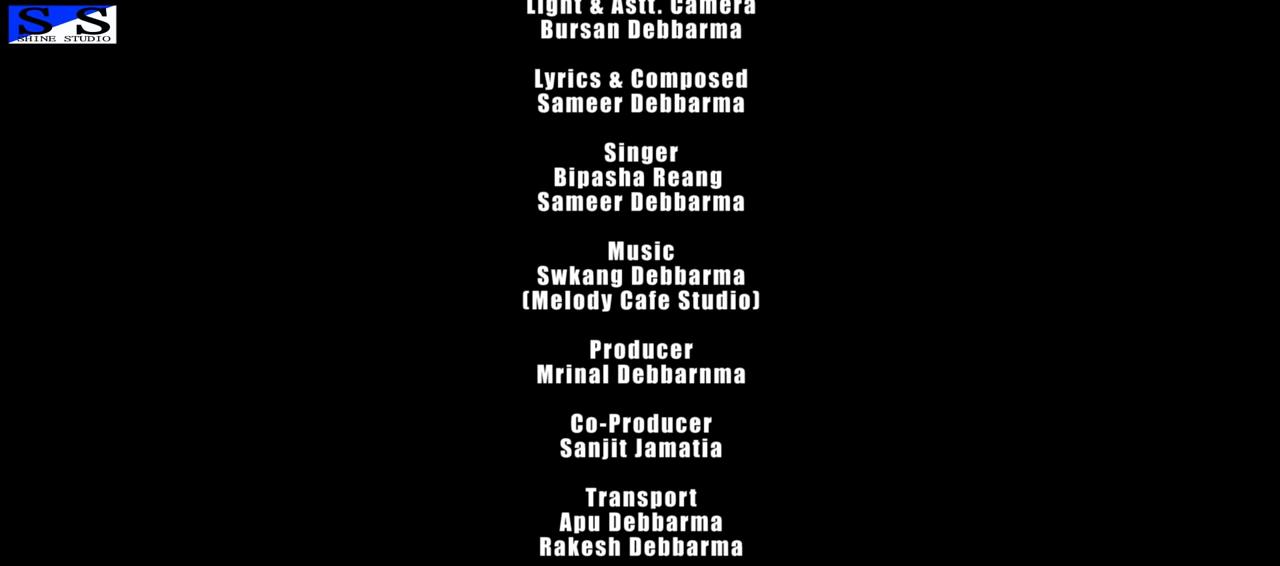 S S
SHINE STUDIO
Light & Astt. Camera
Bursan Debbarma
Lyrics & Composed
Sameer Debbarma
Singer
Bipasha Reang
Sameer Debbarma
Music
Swkang Debbarma
(Melody Cafe Studio)
Producer
Mrinal Debbarnma
Co-Producer
Sanjit Jamatia
Transport
Apu Debbarma
Rakesh Debbarma